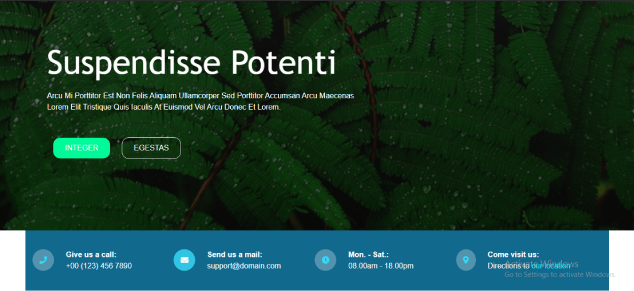 Suspendisse Potenti
Arcu Mi Porttitor Est Non Felis Aliquam Ullamcorper Sed Porttitor Accumsan Arcu Maecenas
Lorem Elit Tristique Quis Iaculis At Euismod Vel Arcu Donec Et Lorem.
INTEGER EGESTAS
Give us a call: Send us a mail: Mon. - Sat.: Come visit us:
+00 (123) 456 7890 support@domain.com 08.00am - 18.00pm Directions to our location
Activate Windows
Go to Settings to activate Windows.